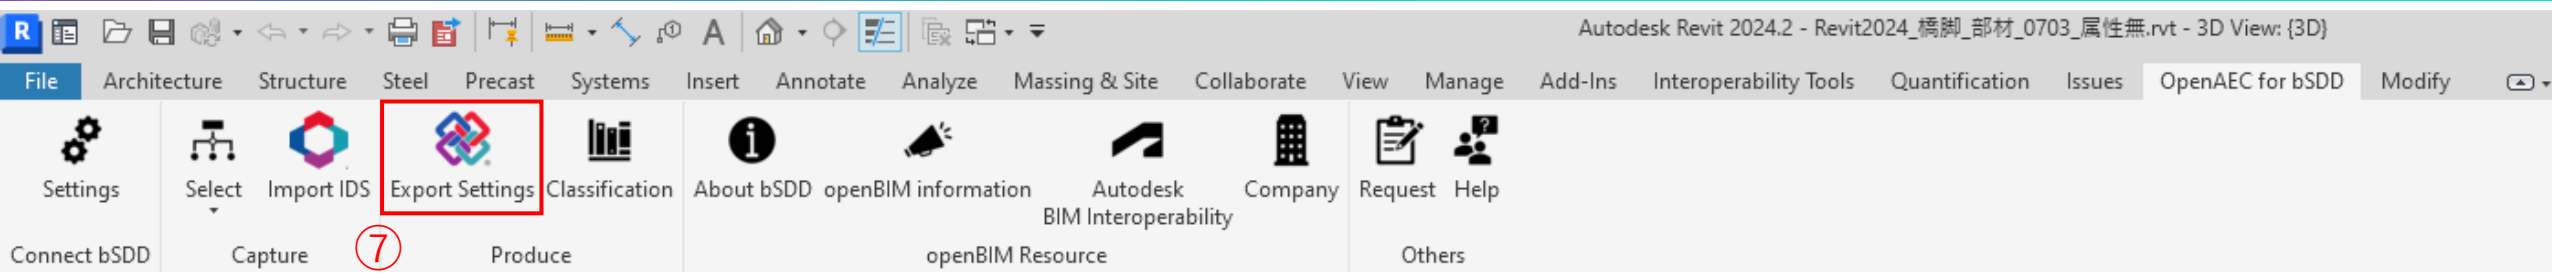 R
A
Autodesk Revit 2024.2 - Revit2024_橋脚_部材_0703_属性無.rvt - 3D View: {3D}
File Architecture Structure Steel Precast Systems Insert Annotate Analyze Massing & Site Collaborate View Manage Add-Ins Interoperability Tools Quantification Issues OpenAEC for bSDD Modify
Settings Select Import IDS Export Settings Classification About bSDD openBIM information Autodesk Company Request Help
BIM Interoperability
Connect bSDD Capture ⑦ Produce openBIM Resource Others